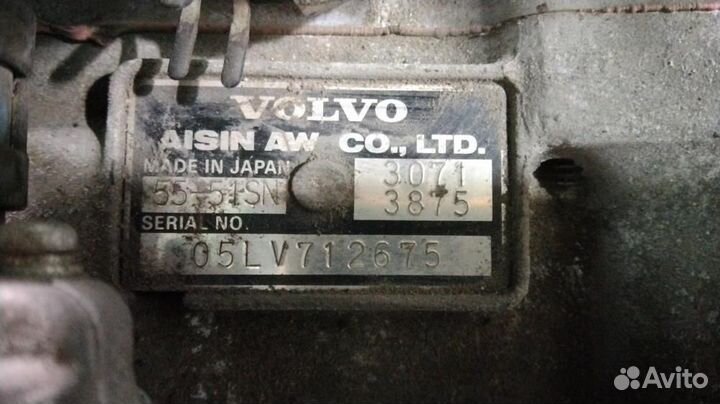 VOLVO
AISIN AW CO., LTD.
MADE IN JAPAN
3071
55-51SN
3875
SERIAL NO.
05LV712675
Avito